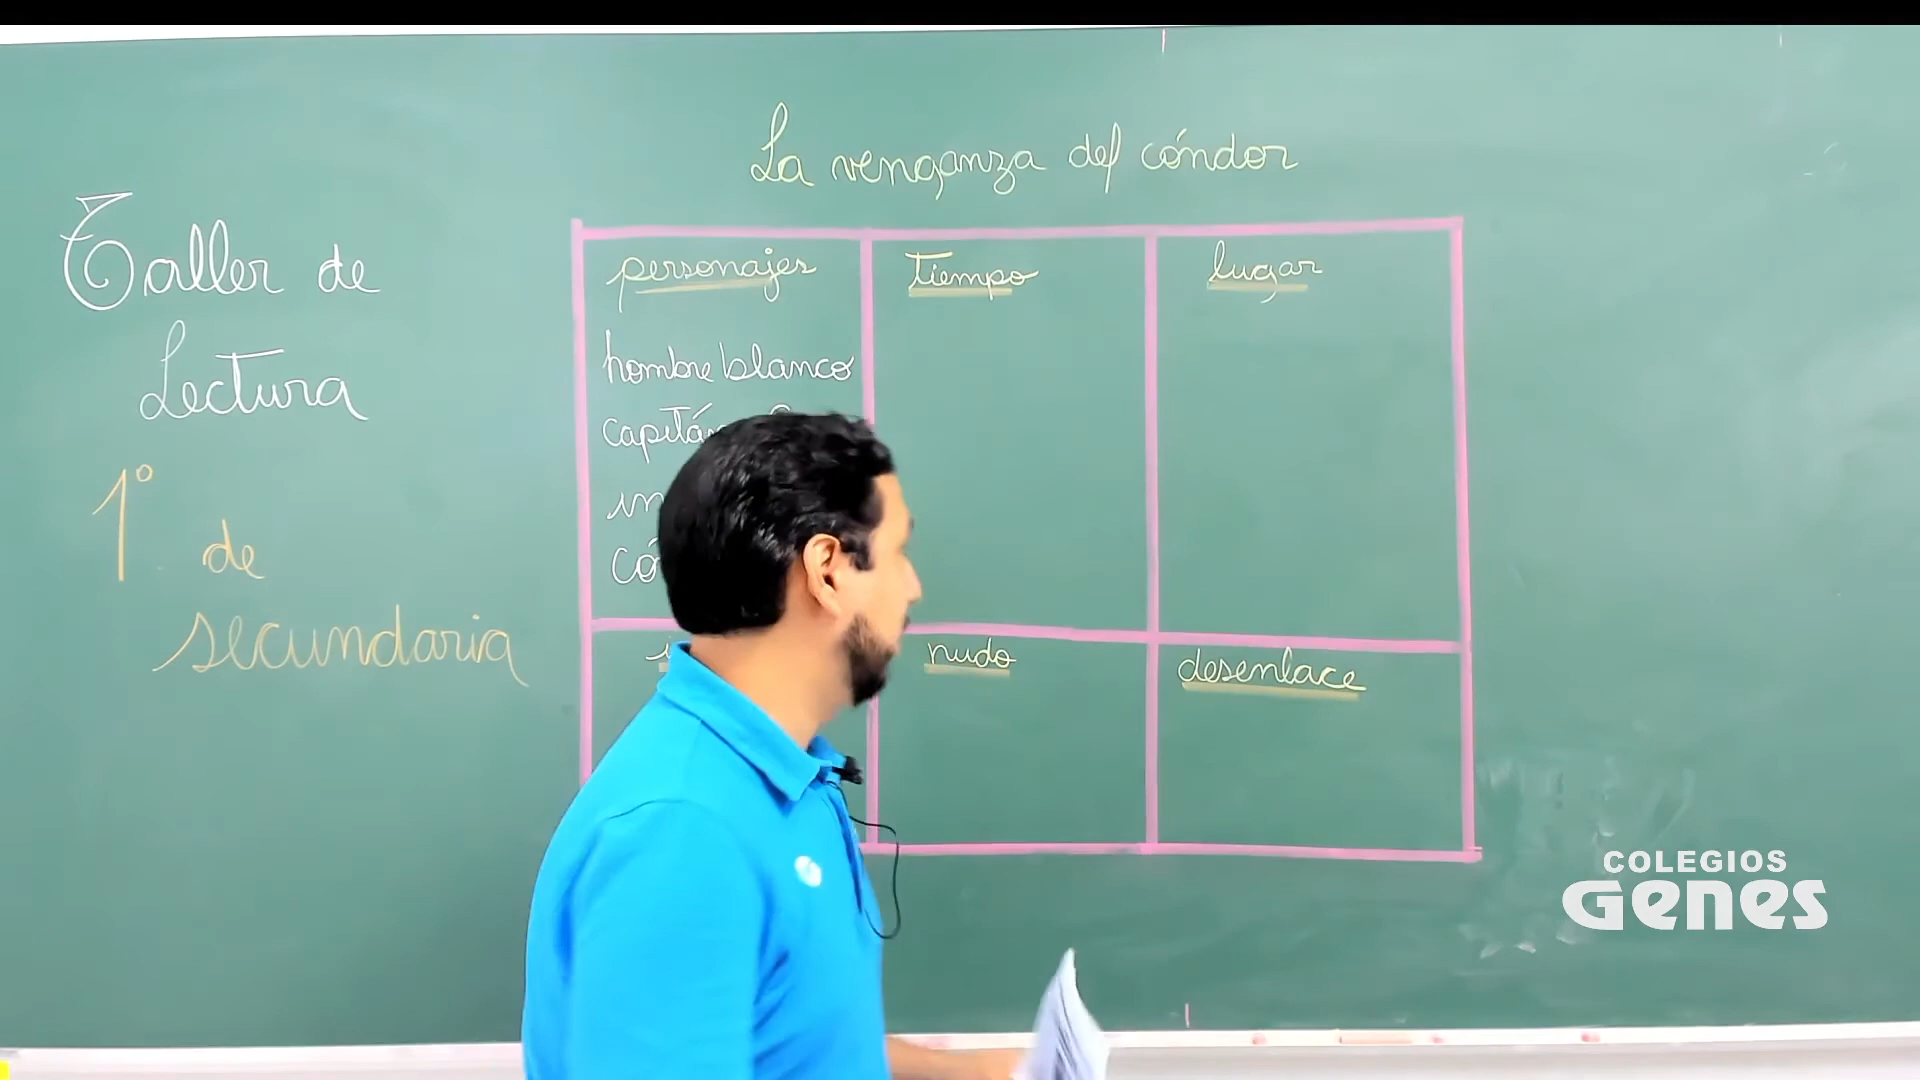 La venganza del cóndor
Taller de
Lectura
1° de
secundaria
personajes
hombre blanco
tiempo
lugar
nudo
desenlace
COLEGIOS
GENES